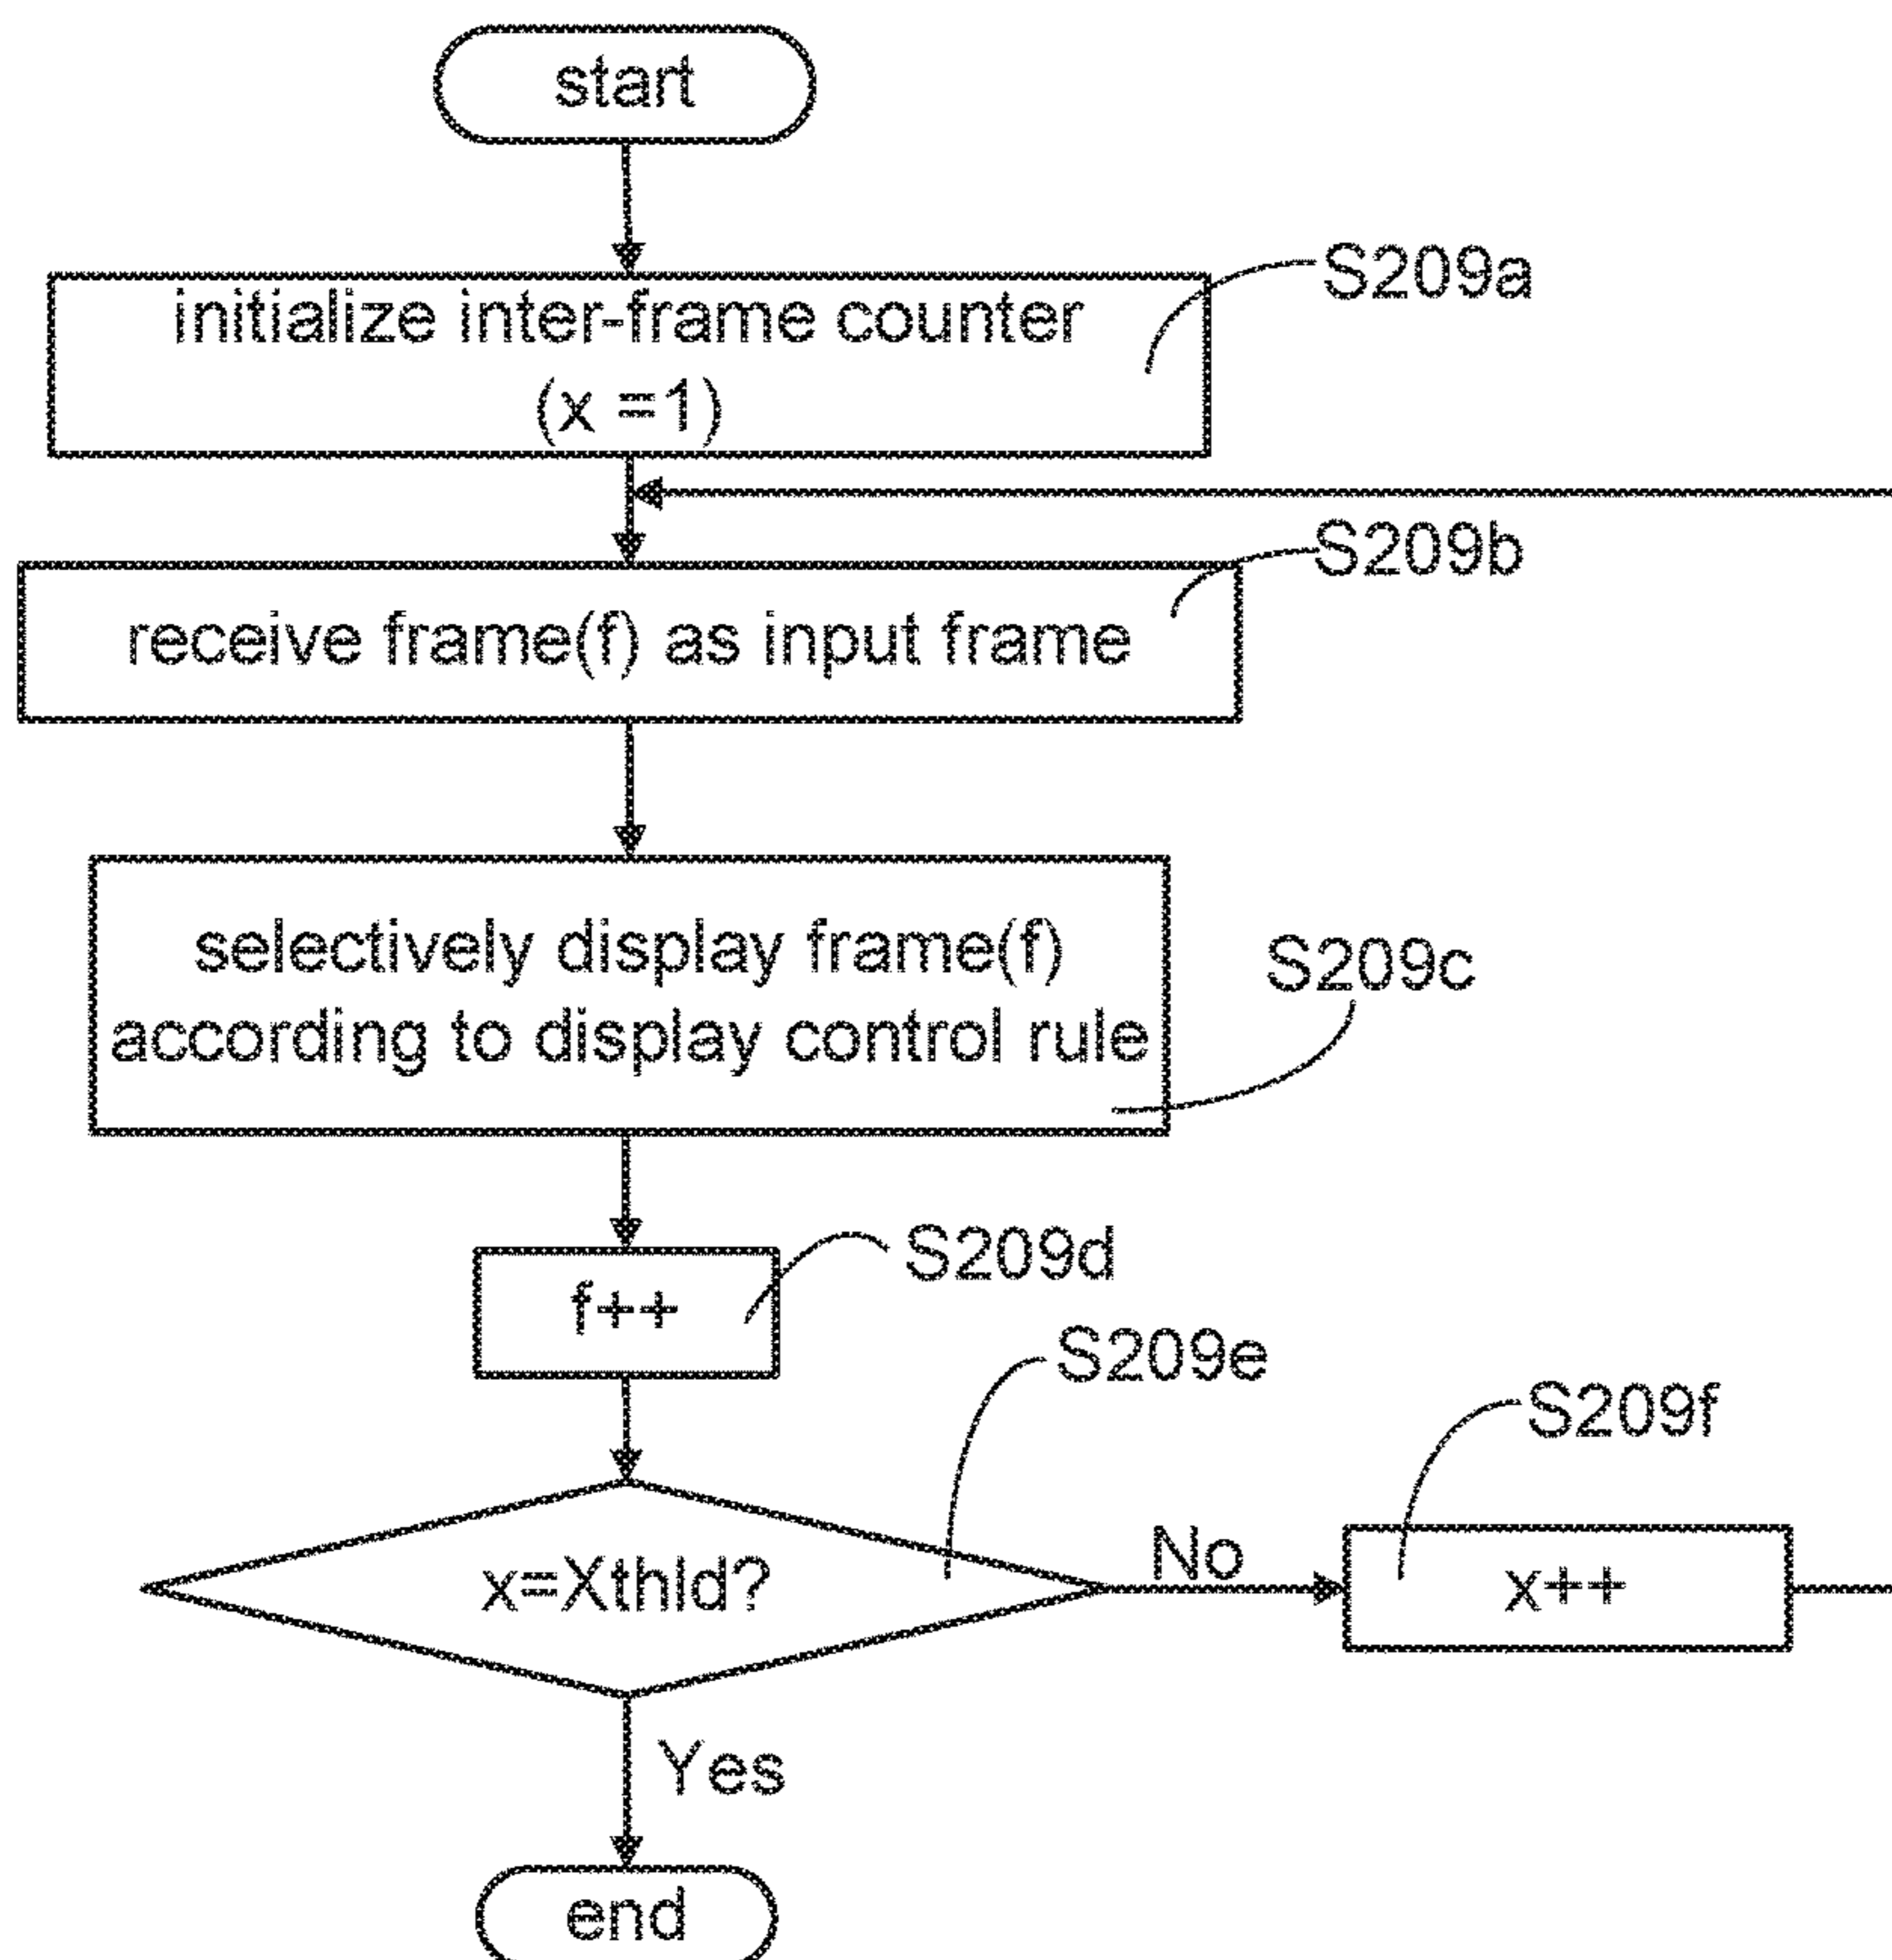 start
S209a
initialize inter-frame counter
(x =1)
S209b
receive frame(f) as input frame
selectively display frame(f)
according to display control rule
S209c
S209d
f++
S209e
S209f
x=Xthld?
No
x++
Yes
end